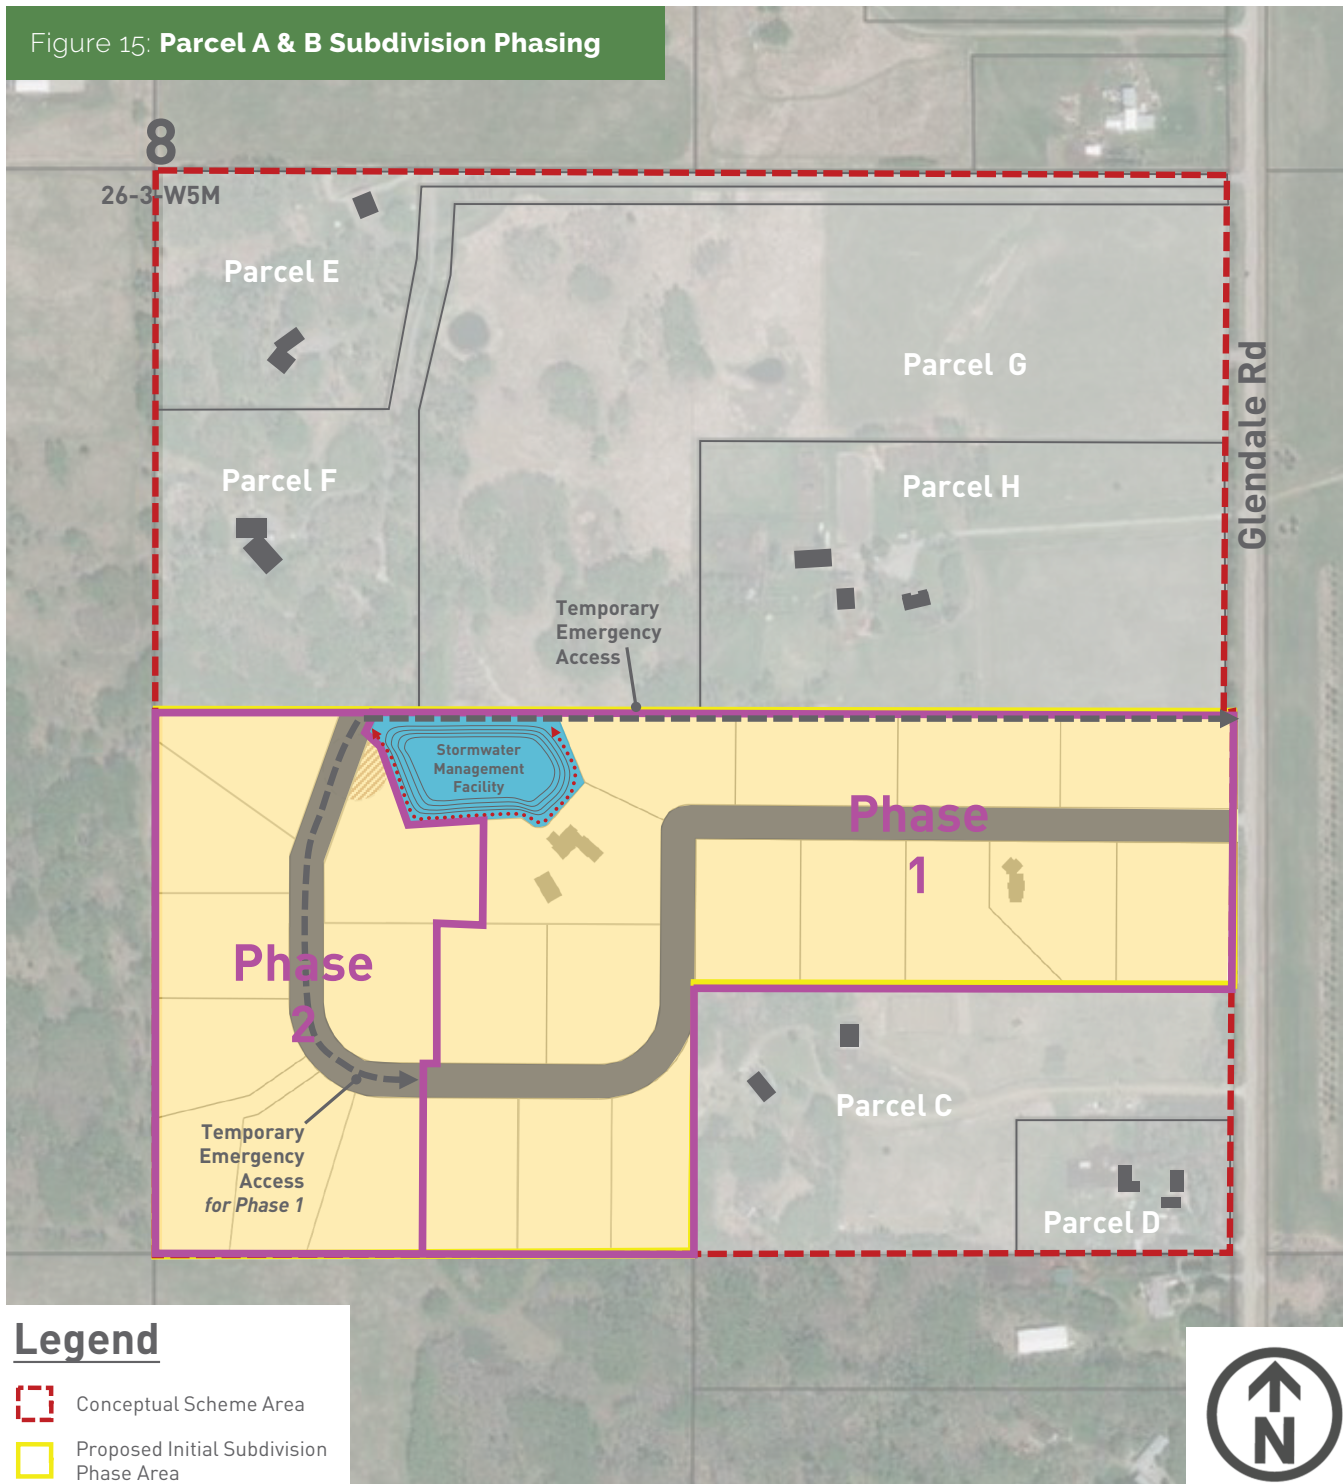 Figure 15: Parcel A & B Subdivision Phasing
8
26-3-W5M
Parcel E
Parcel G
Glendale Rd
Parcel F
Parcel H
Temporary
Emergency
Access
Stormwater
Management
Facility
Phase
1
Phase
2
Temporary
Emergency
Access
for Phase 1
Parcel C
Parcel D
Legend
Conceptual Scheme Area
Proposed Initial Subdivision
Phase Area
N